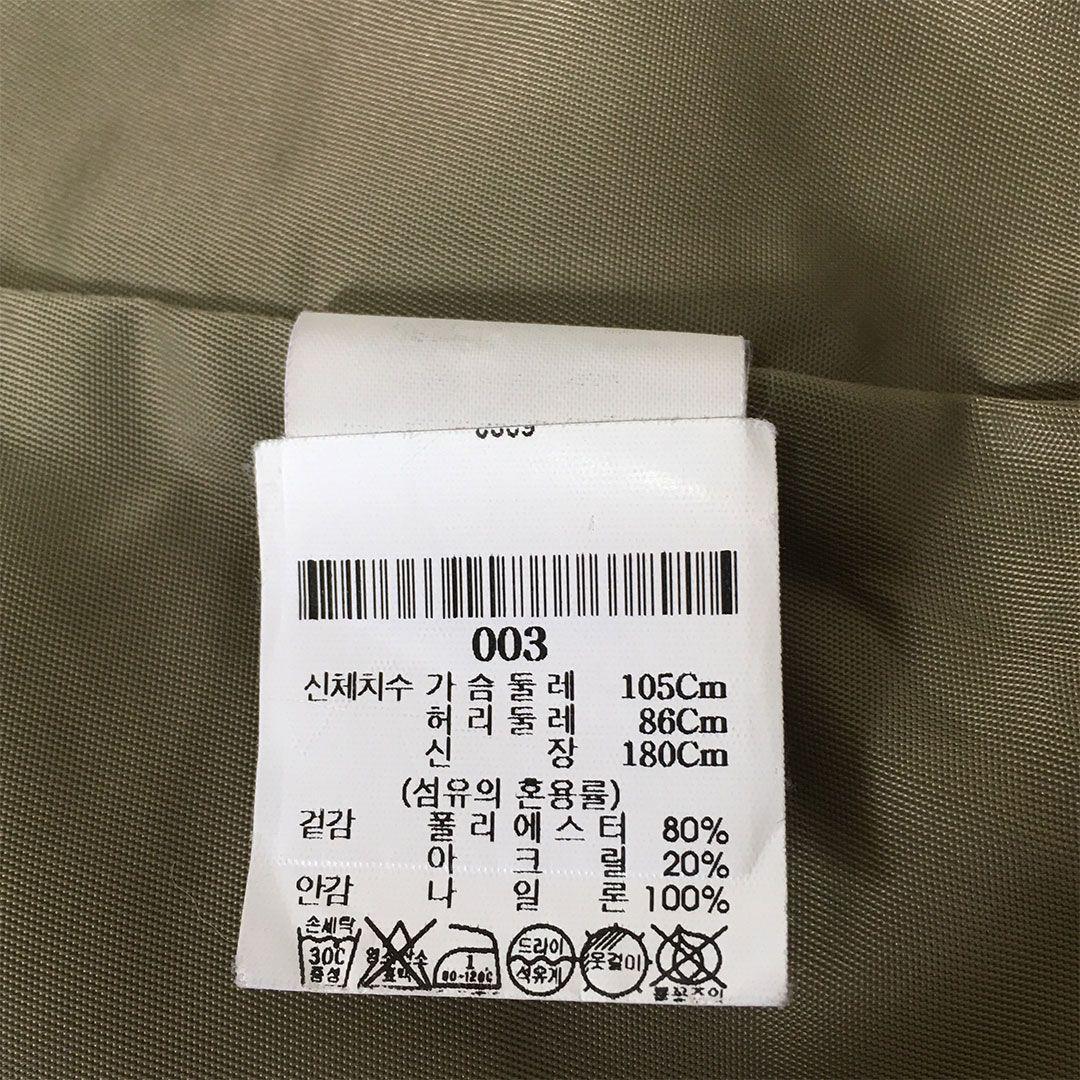 003
신체치수 가슴둘레 105Cm
허리둘레 86Cm
신장 180Cm
(섬유의 혼용률)
겉감 폴리에스터 80%
아크릴 20%
안감 나일론 100%
손세탁
30C
중성
드라이
석유계
옷걸이